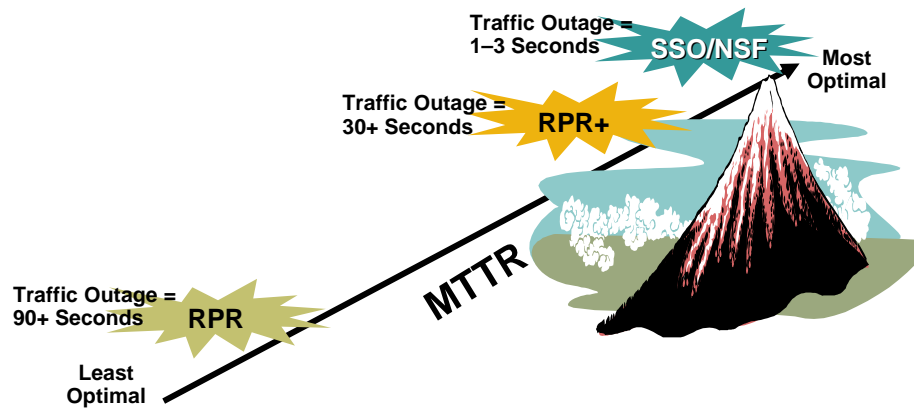 Traffic Outage =
1–3 Seconds
SSO/NSF
Most
Optimal
Traffic Outage =
30+ Seconds
RPR+
MTTR
Traffic Outage =
90+ Seconds
RPR
Least
Optimal